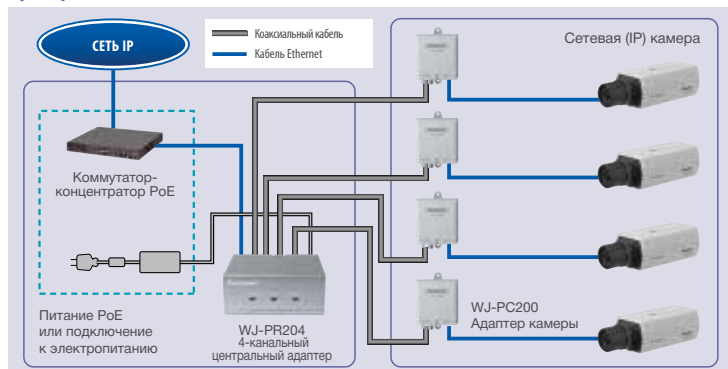 СЕТЬ IP
Коаксиальный кабель
Кабель Ethernet
Сетевая (IP) камера
Коммутатор-
концентратор PoE
Питание PoE
или подключение
к электропитанию
WJ-PR204
4-канальный
центральный адаптер
WJ-PC200
Адаптер камеры